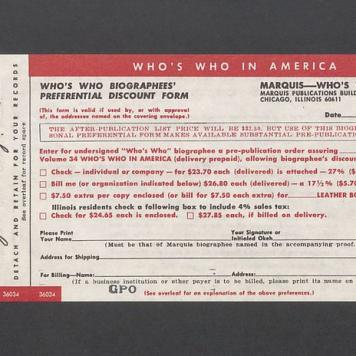 WHO'S WHO IN AMERICA
WHO'S WHO BIOGRAPHEES'
PREFERENTIAL DISCOUNT FORM
(This form is valid if used by, or with approval
of, the addressee named on the covering envelope.)
MARQUIS—WHO'S
MARQUIS PUBLICATIONS BUILD
CHICAGO, ILLINOIS 60611
Date
THE AFTER-PUBLICATION LIST PRICE WILL BE $32.50. BUT USE OF THIS BIOG
SONAL PREFERENTIAL FORM MAKES AVAILABLE SUBSTANTIAL PRE-PUBLICAT
Enter for undersigned "Who's Who" biographee a pre-publication order assuring
Volume 34 WHO'S WHO IN AMERICA (delivery prepaid), allowing biographee's discou
Check — individual or company — for $23.70 each (delivered) is attached — 27% ($
Bill me (or organization indicated below) $26.80 each (delivered) — a 17½% ($5.70
$7.50 extra per copy enclosed (or bill for $7.50 each extra) for LEATHER BO
Illinois residents check a following box to include 4% sales tax:
Check for $24.65 each is enclosed. $27.85 each, if billed on delivery.
Please Print
Your Name
Your Signature or
Initialed Okeh
(Must be that of Marquis biographee named in the accompanying proof.
Address for Shipping
For Billing—Name: Address:
(If a business institution or other payer is to be billed, please print its name on
GPO
(See overleaf for an explanation of the above preferences.)
36034 36034
DETACH AND RETAIN FOR YOUR RECORDS
See overleaf for record space